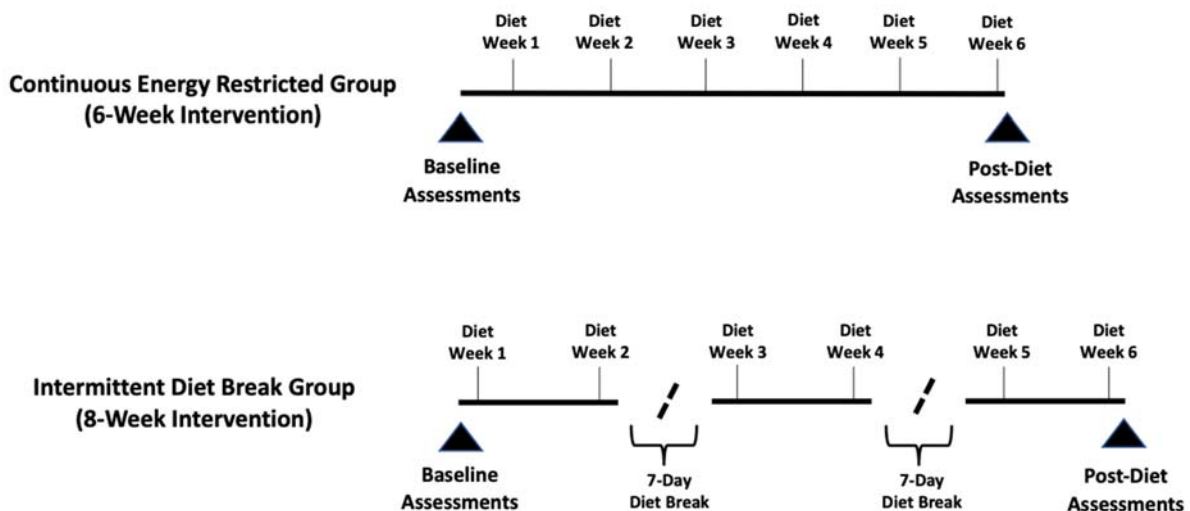 Diet
Week 1
Diet
Week 2
Diet
Week 3
Diet
Week 4
Diet
Week 5
Diet
Week 6
Continuous Energy Restricted Group
(6-Week Intervention)
Baseline
Assessments
Post-Diet
Assessments
Diet
Week 1
Diet
Week 2
Diet
Week 3
Diet
Week 4
Diet
Week 5
Diet
Week 6
Intermittent Diet Break Group
(8-Week Intervention)
Baseline
Assessments
7-Day
Diet Break
7-Day
Diet Break
Post-Diet
Assessments